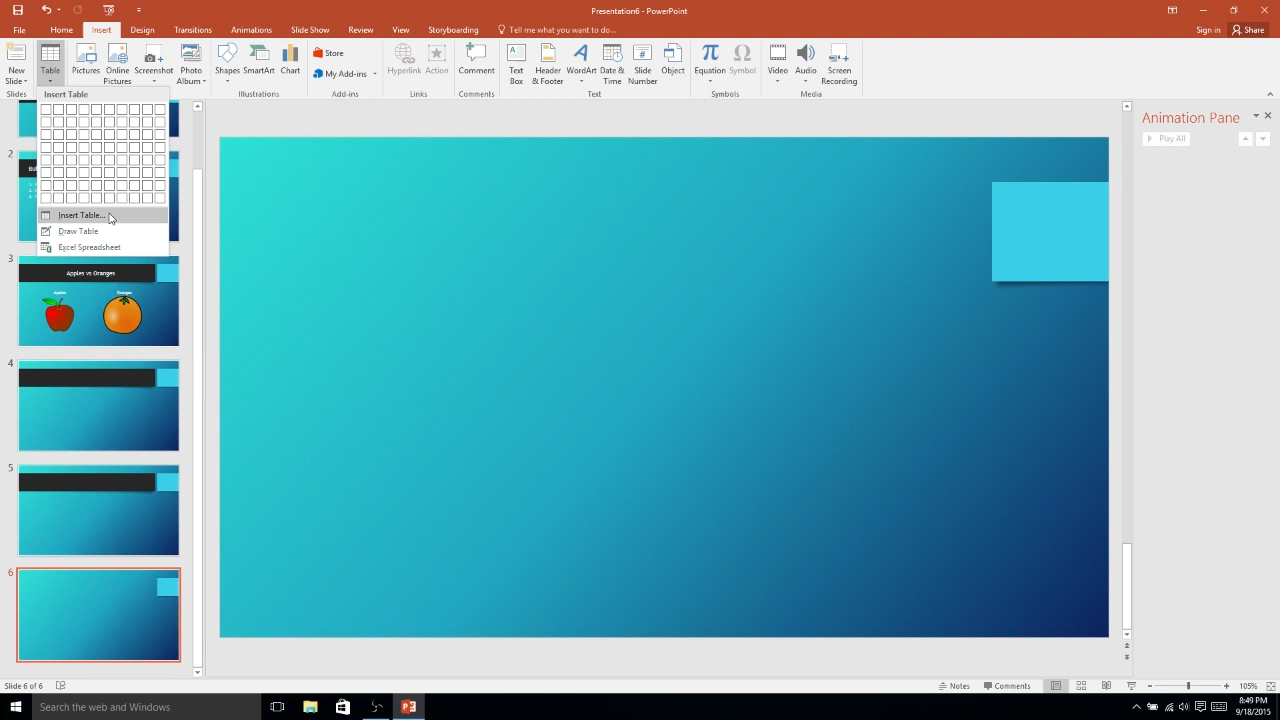 Presentation6 - PowerPoint
File Home Insert Design Transitions Animations Slide Show Review View Storyboarding Tell me what you want to do... Sign in Share
New Slide Table Pictures Online Pictures Screenshot Photo Album Shapes SmartArt Chart Store My Add-ins Hyperlink Action Comment Text Box Header & Footer WordArt Date & Time Slide Number Object Equation Symbol Video Audio Screen Recording
Slides Illustrations Add-ins Links Comments Text Symbols Media
Insert Table
Insert Table...
Draw Table
Excel Spreadsheet
Animation Pane
Play All
2
3
Apples vs Oranges
Apples Oranges
4
5
6
Slide 6 of 6 Notes Comments 105%
Search the web and Windows
8:49 PM
9/18/2015